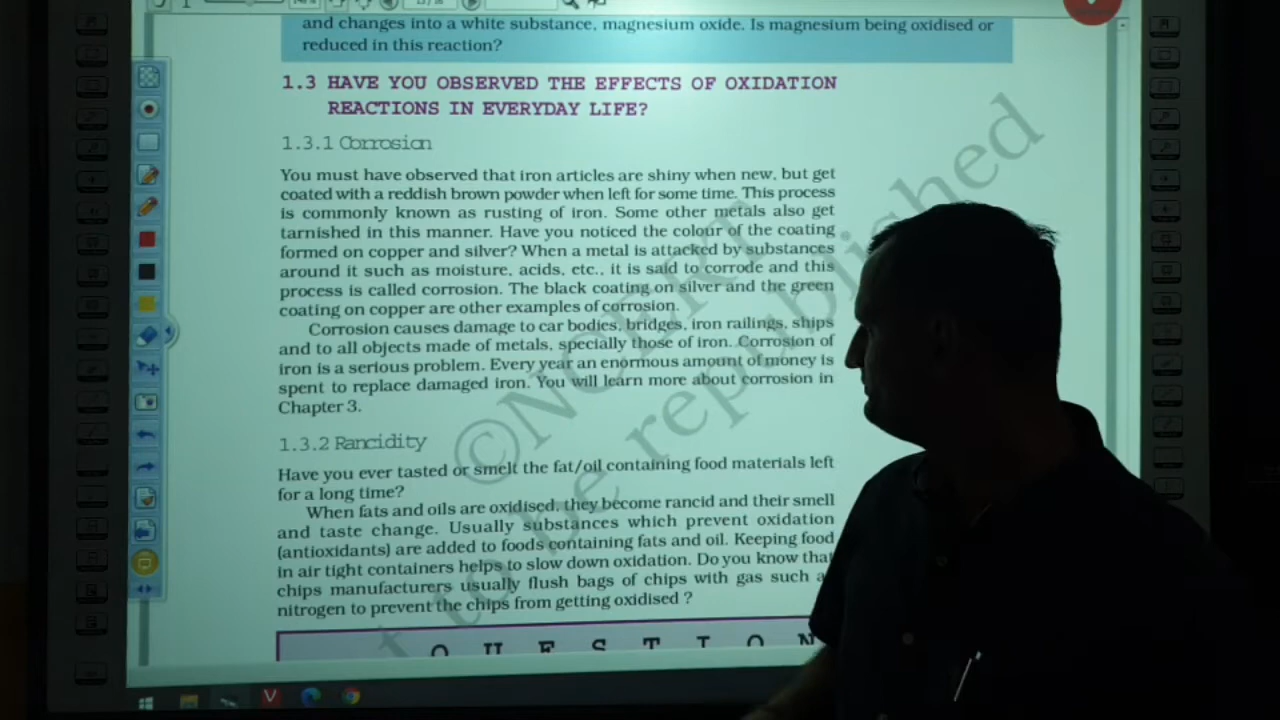 and changes into a white substance, magnesium oxide. Is magnesium being oxidised or
reduced in this reaction?
1.3 HAVE YOU OBSERVED THE EFFECTS OF OXIDATION
REACTIONS IN EVERYDAY LIFE?
1.3.1 Corrosion
You must have observed that iron articles are shiny when new, but get
coated with a reddish brown powder when left for some time. This process
is commonly known as rusting of iron. Some other metals also get
tarnished in this manner. Have you noticed the colour of the coating
formed on copper and silver? When a metal is attacked by substances
around it such as moisture, acids, etc., it is said to corrode and this
process is called corrosion. The black coating on silver and the green
coating on copper are other examples of corrosion.
Corrosion causes damage to car bodies, bridges, iron railings, ships
and to all objects made of metals, specially those of iron. Corrosion of
iron is a serious problem. Every year an enormous amount of money is
spent to replace damaged iron. You will learn more about corrosion in
Chapter 3.
1.3.2 Rancidity
Have you ever tasted or smelt the fat/oil containing food materials left
for a long time?
When fats and oils are oxidised, they become rancid and their smell
and taste change. Usually substances which prevent oxidation
(antioxidants) are added to foods containing fats and oil. Keeping food
in air tight containers helps to slow down oxidation. Do you know that
chips manufacturers usually flush bags of chips with gas such
nitrogen to prevent the chips from getting oxidised ?
Q U E S T I O N
©NCERT
t to be republished